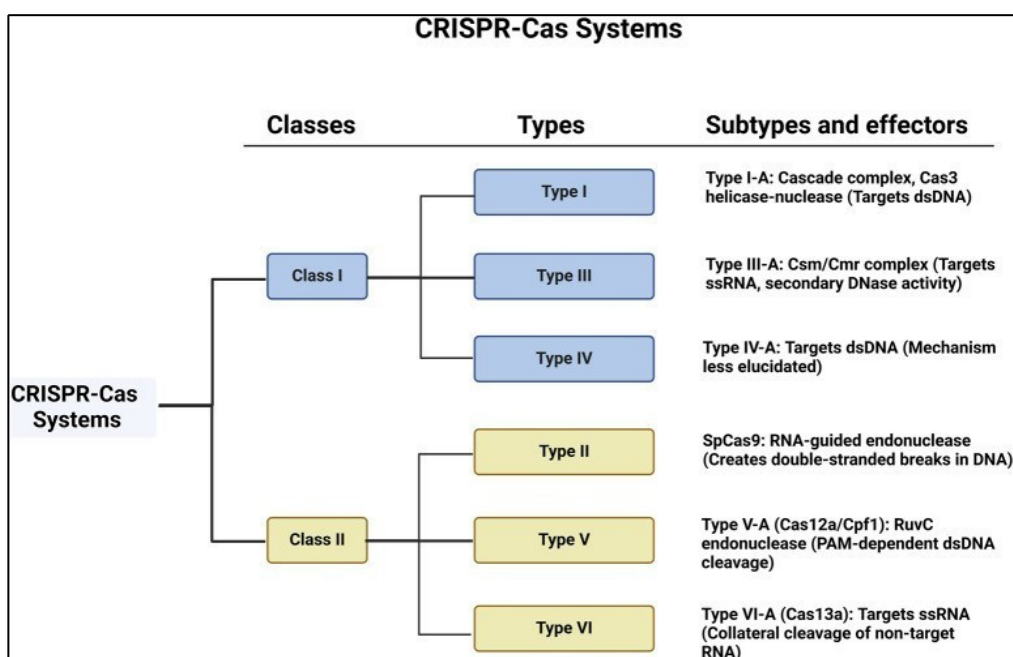 CRISPR-Cas Systems
Classes
Types
Subtypes and effectors
Type I
Type I-A: Cascade complex, Cas3
helicase-nuclease (Targets dsDNA)
Class I
Type III
Type III-A: Csm/Cmr complex (Targets
ssRNA, secondary DNase activity)
Type IV
Type IV-A: Targets dsDNA (Mechanism
less elucidated)
CRISPR-Cas
Systems
Type II
SpCas9: RNA-guided endonuclease
(Creates double-stranded breaks in DNA)
Class II
Type V
Type V-A (Cas12a/Cpf1): RuvC
endonuclease (PAM-dependent dsDNA
cleavage)
Type VI
Type VI-A (Cas13a): Targets ssRNA
(Collateral cleavage of non-target
RNA)